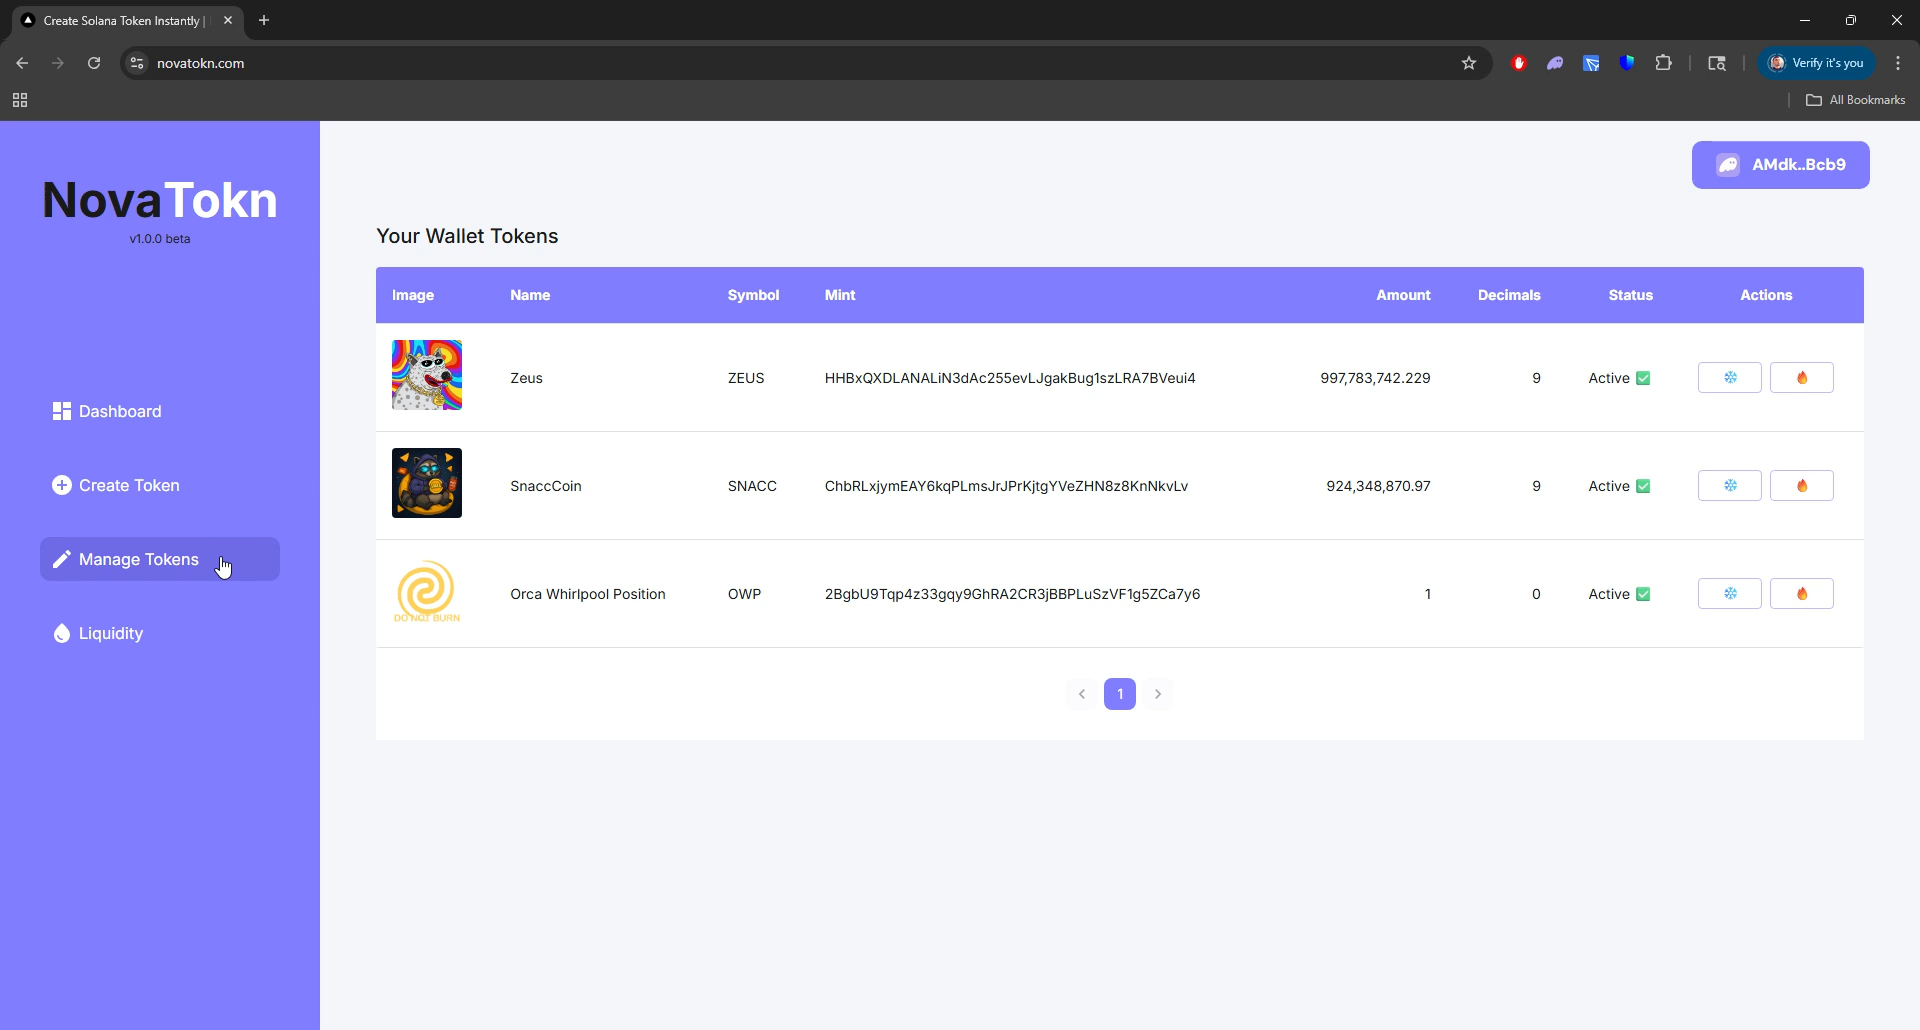 Create Solana Token Instantly |
novatokn.com
Verify it's you
All Bookmarks
NovaTokn
v1.0.0 beta
Dashboard
Create Token
Manage Tokens
Liquidity
AMdk..Bcb9
Your Wallet Tokens
Image Name Symbol Mint Amount Decimals Status Actions
Zeus ZEUS HHBxQXDLANALiN3dAc255evLJgakBug1szLRA7BVeui4 997,783,742.229 9 Active
SnaccCoin SNACC ChbRLxjymEAY6kqPLmsJrJPrKjtgYVeZHN8z8KnNkvLv 924,348,870.97 9 Active
DO NOT BURN
Orca Whirlpool Position OWP 2BgbU9Tqp4z33gqy9GhRA2CR3jBBPLuSzVF1g5ZCa7y6 1 0 Active
1